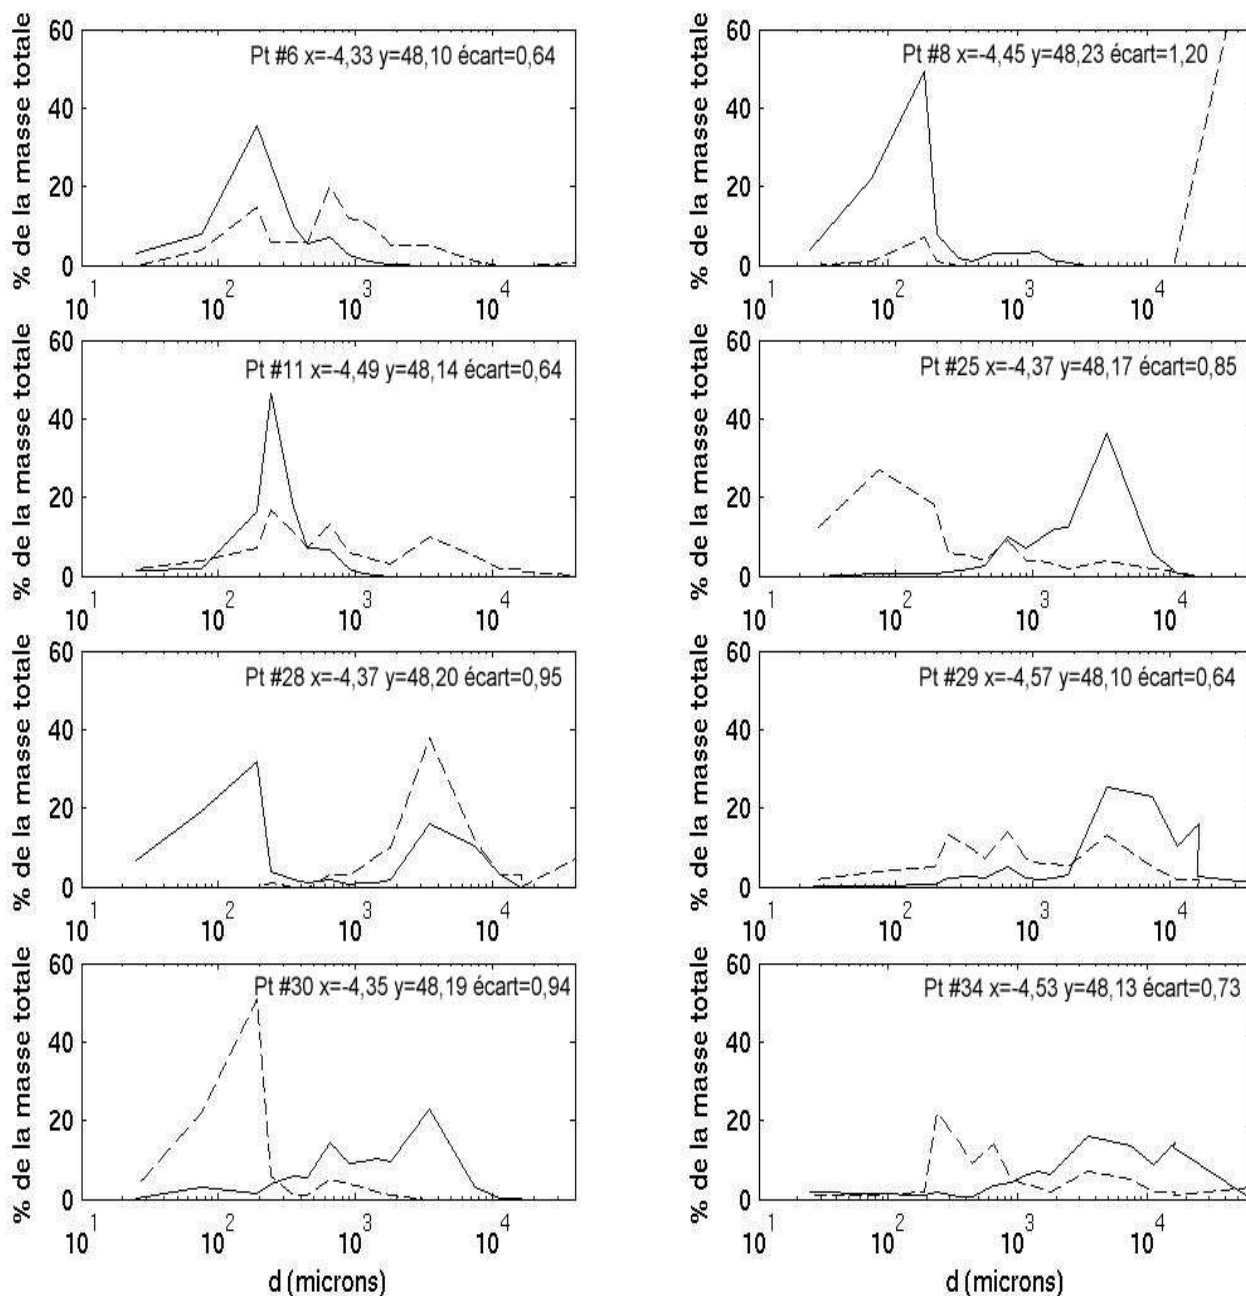 % de la masse totale
60
40
20
0
Pt #6 x=-4,33 y=48,10 écart=0,64
10^1 10^2 10^3 10^4
% de la masse totale
60
40
20
0
Pt #8 x=-4,45 y=48,23 écart=1,20
10^1 10^2 10^3 10^4
% de la masse totale
60
40
20
0
Pt #11 x=-4,49 y=48,14 écart=0,64
10^1 10^2 10^3 10^4
% de la masse totale
60
40
20
0
Pt #25 x=-4,37 y=48,17 écart=0,85
10^1 10^2 10^3 10^4
% de la masse totale
60
40
20
0
Pt #28 x=-4,37 y=48,20 écart=0,95
10^1 10^2 10^3 10^4
% de la masse totale
60
40
20
0
Pt #29 x=-4,57 y=48,10 écart=0,64
10^1 10^2 10^3 10^4
% de la masse totale
60
40
20
0
Pt #30 x=-4,35 y=48,19 écart=0,94
10^1 10^2 10^3 10^4
d (microns)
% de la masse totale
60
40
20
0
Pt #34 x=-4,53 y=48,13 écart=0,73
10^1 10^2 10^3 10^4
d (microns)